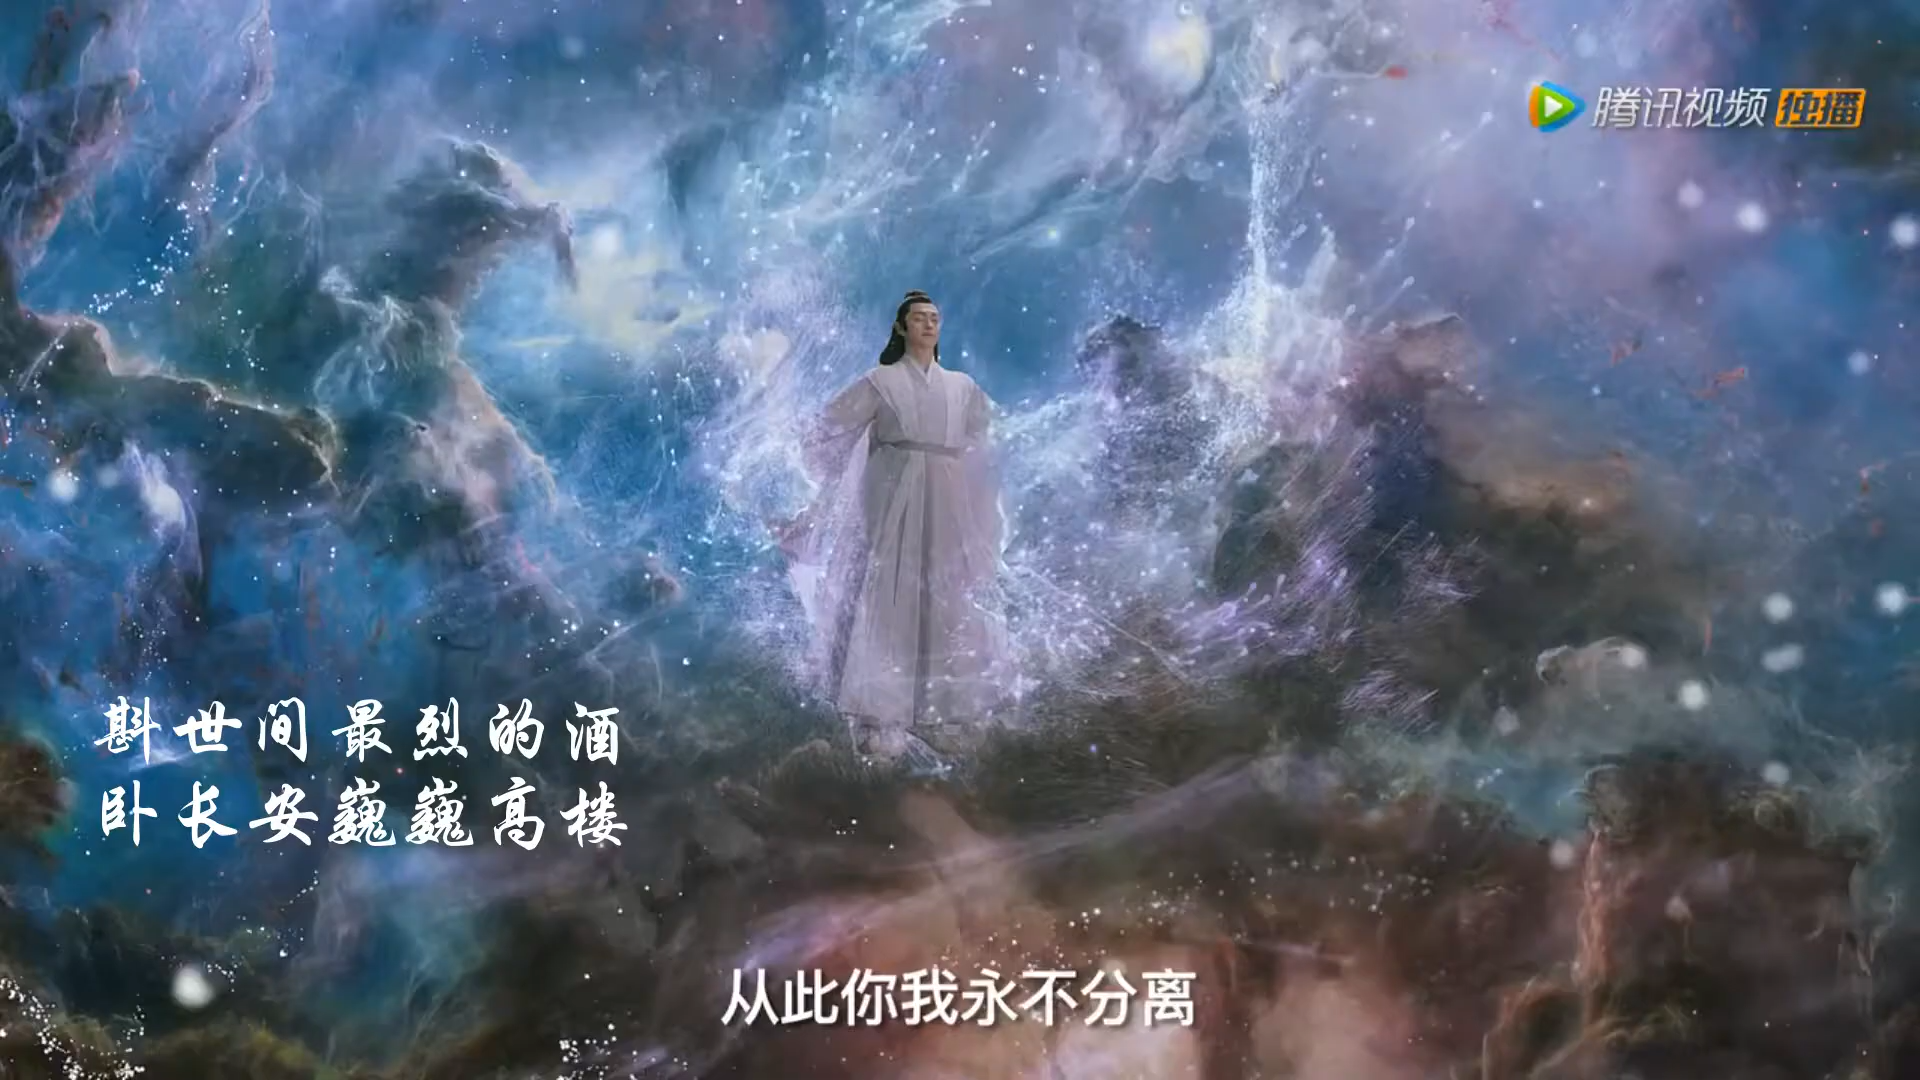 腾讯视频 独播
斟世间最烈的酒
卧长安巍巍高楼
从此你我永不分离